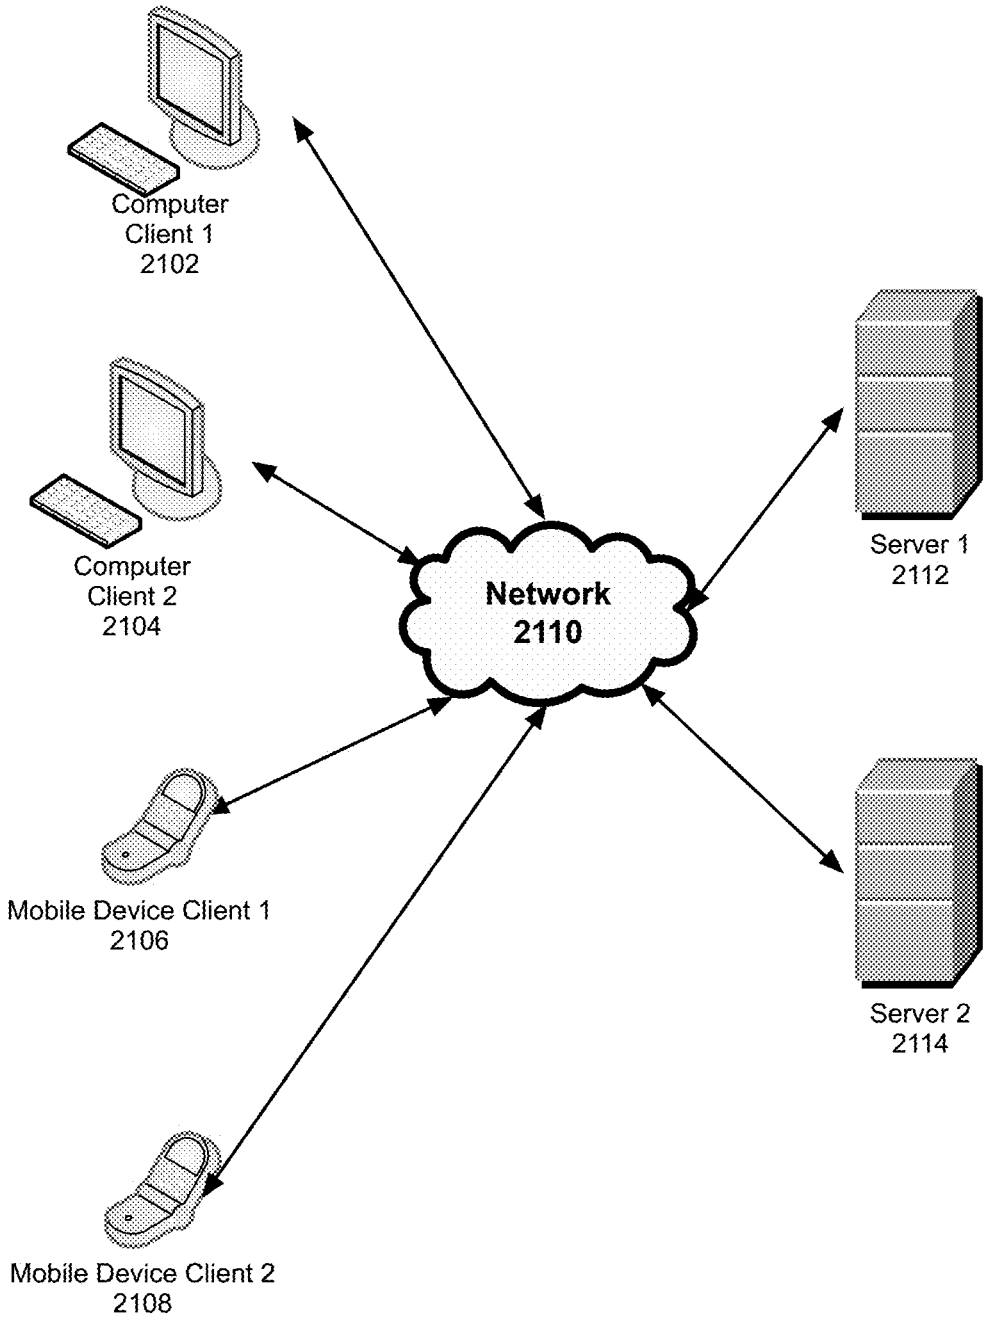 Computer
Client 1
2102
Computer
Client 2
2104
Network
2110
Server 1
2112
Mobile Device Client 1
2106
Server 2
2114
Mobile Device Client 2
2108